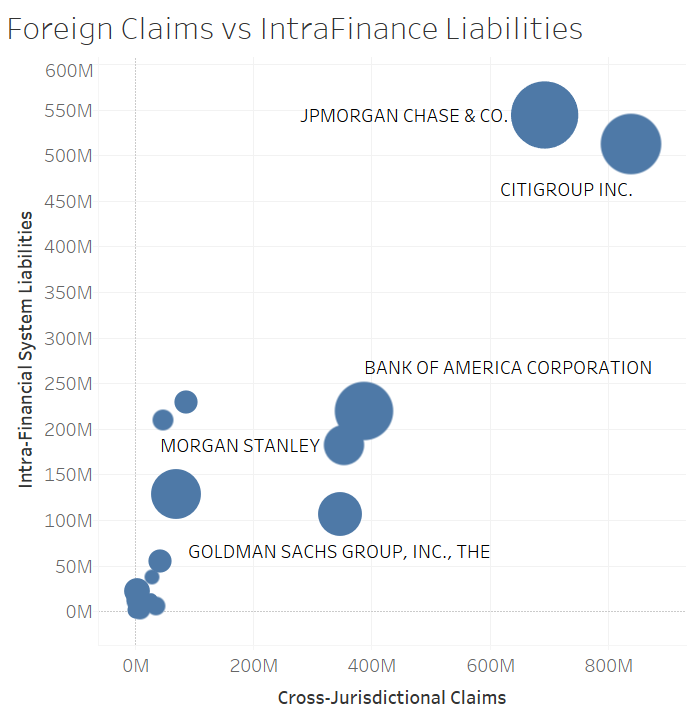 Foreign Claims vs IntraFinance Liabilities
600M
550M
500M
450M
400M
350M
300M
250M
200M
150M
100M
50M
0M
Intra-Financial System Liabilities
JPMORGAN CHASE & CO.
CITIGROUP INC.
BANK OF AMERICA CORPORATION
MORGAN STANLEY
GOLDMAN SACHS GROUP, INC., THE
0M 200M 400M 600M 800M
Cross-Jurisdictional Claims